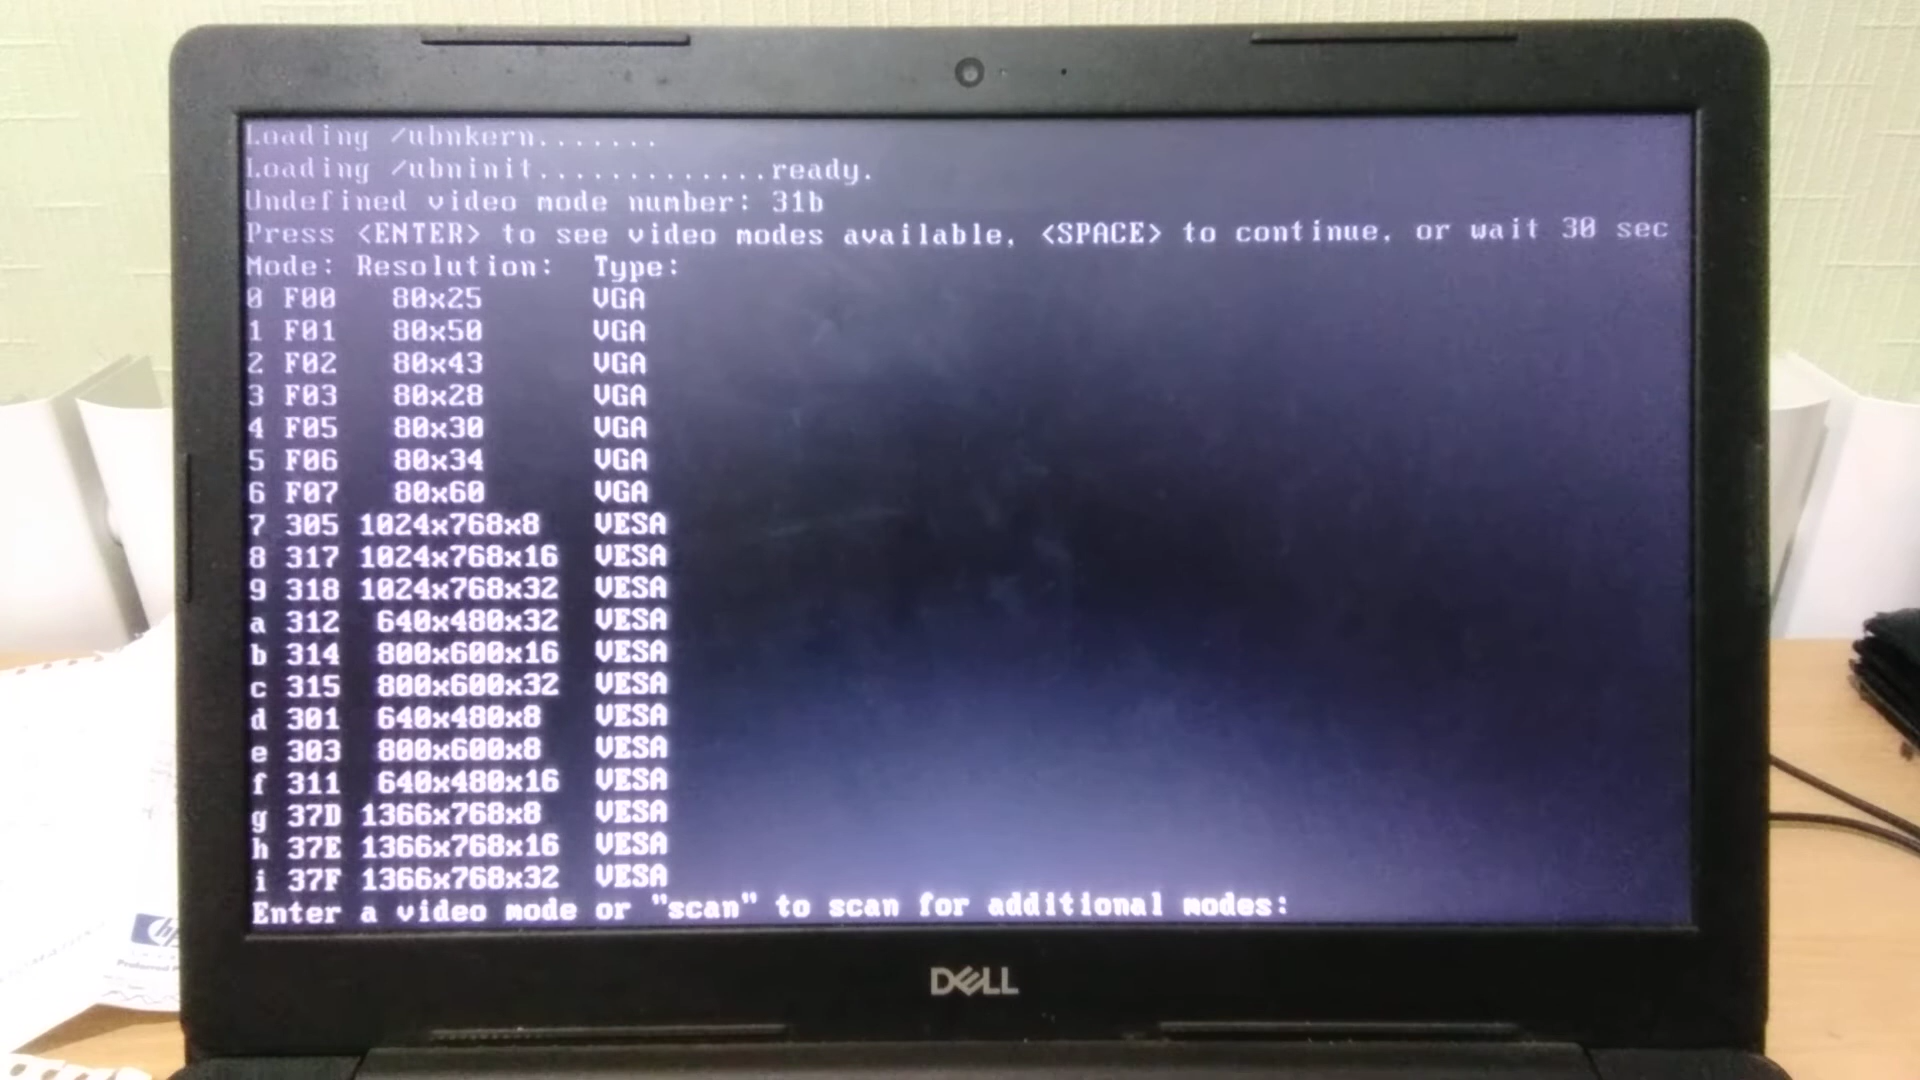 Loading /ubnkern.......
Loading /ubninit.............ready.
Undefined video mode number: 31b
Press <ENTER> to see video modes available, <SPACE> to continue, or wait 30 sec
Mode: Resolution:  Type:
0 F00   80x25      VGA
1 F01   80x50      VGA
2 F02   80x43      VGA
3 F03   80x28      VGA
4 F05   80x30      VGA
5 F06   80x34      VGA
6 F07   80x60      VGA
7 305 1024x768x8   VESA
8 317 1024x768x16  VESA
9 318 1024x768x32  VESA
a 312  640x480x32  VESA
b 314  800x600x16  VESA
c 315  800x600x32  VESA
d 301  640x480x8   VESA
e 303  800x600x8   VESA
f 311  640x480x16  VESA
g 37D 1366x768x8   VESA
h 37E 1366x768x16  VESA
i 37F 1366x768x32  VESA
Enter a video mode or "scan" to scan for additional modes:
DELL
hp
Preferred